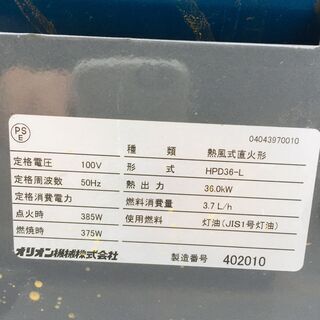 PS
E
04043970010
定格電圧 100V
定格周波数 50Hz
定格消費電力
点火時 385W
燃焼時 375W
種類 熱風式直火形
形式 HPD36-L
熱出力 36.0kW
燃料消費量 3.7L/h
使用燃料 灯油(JIS1号灯油)
オリオン機械株式会社
製造番号 402010